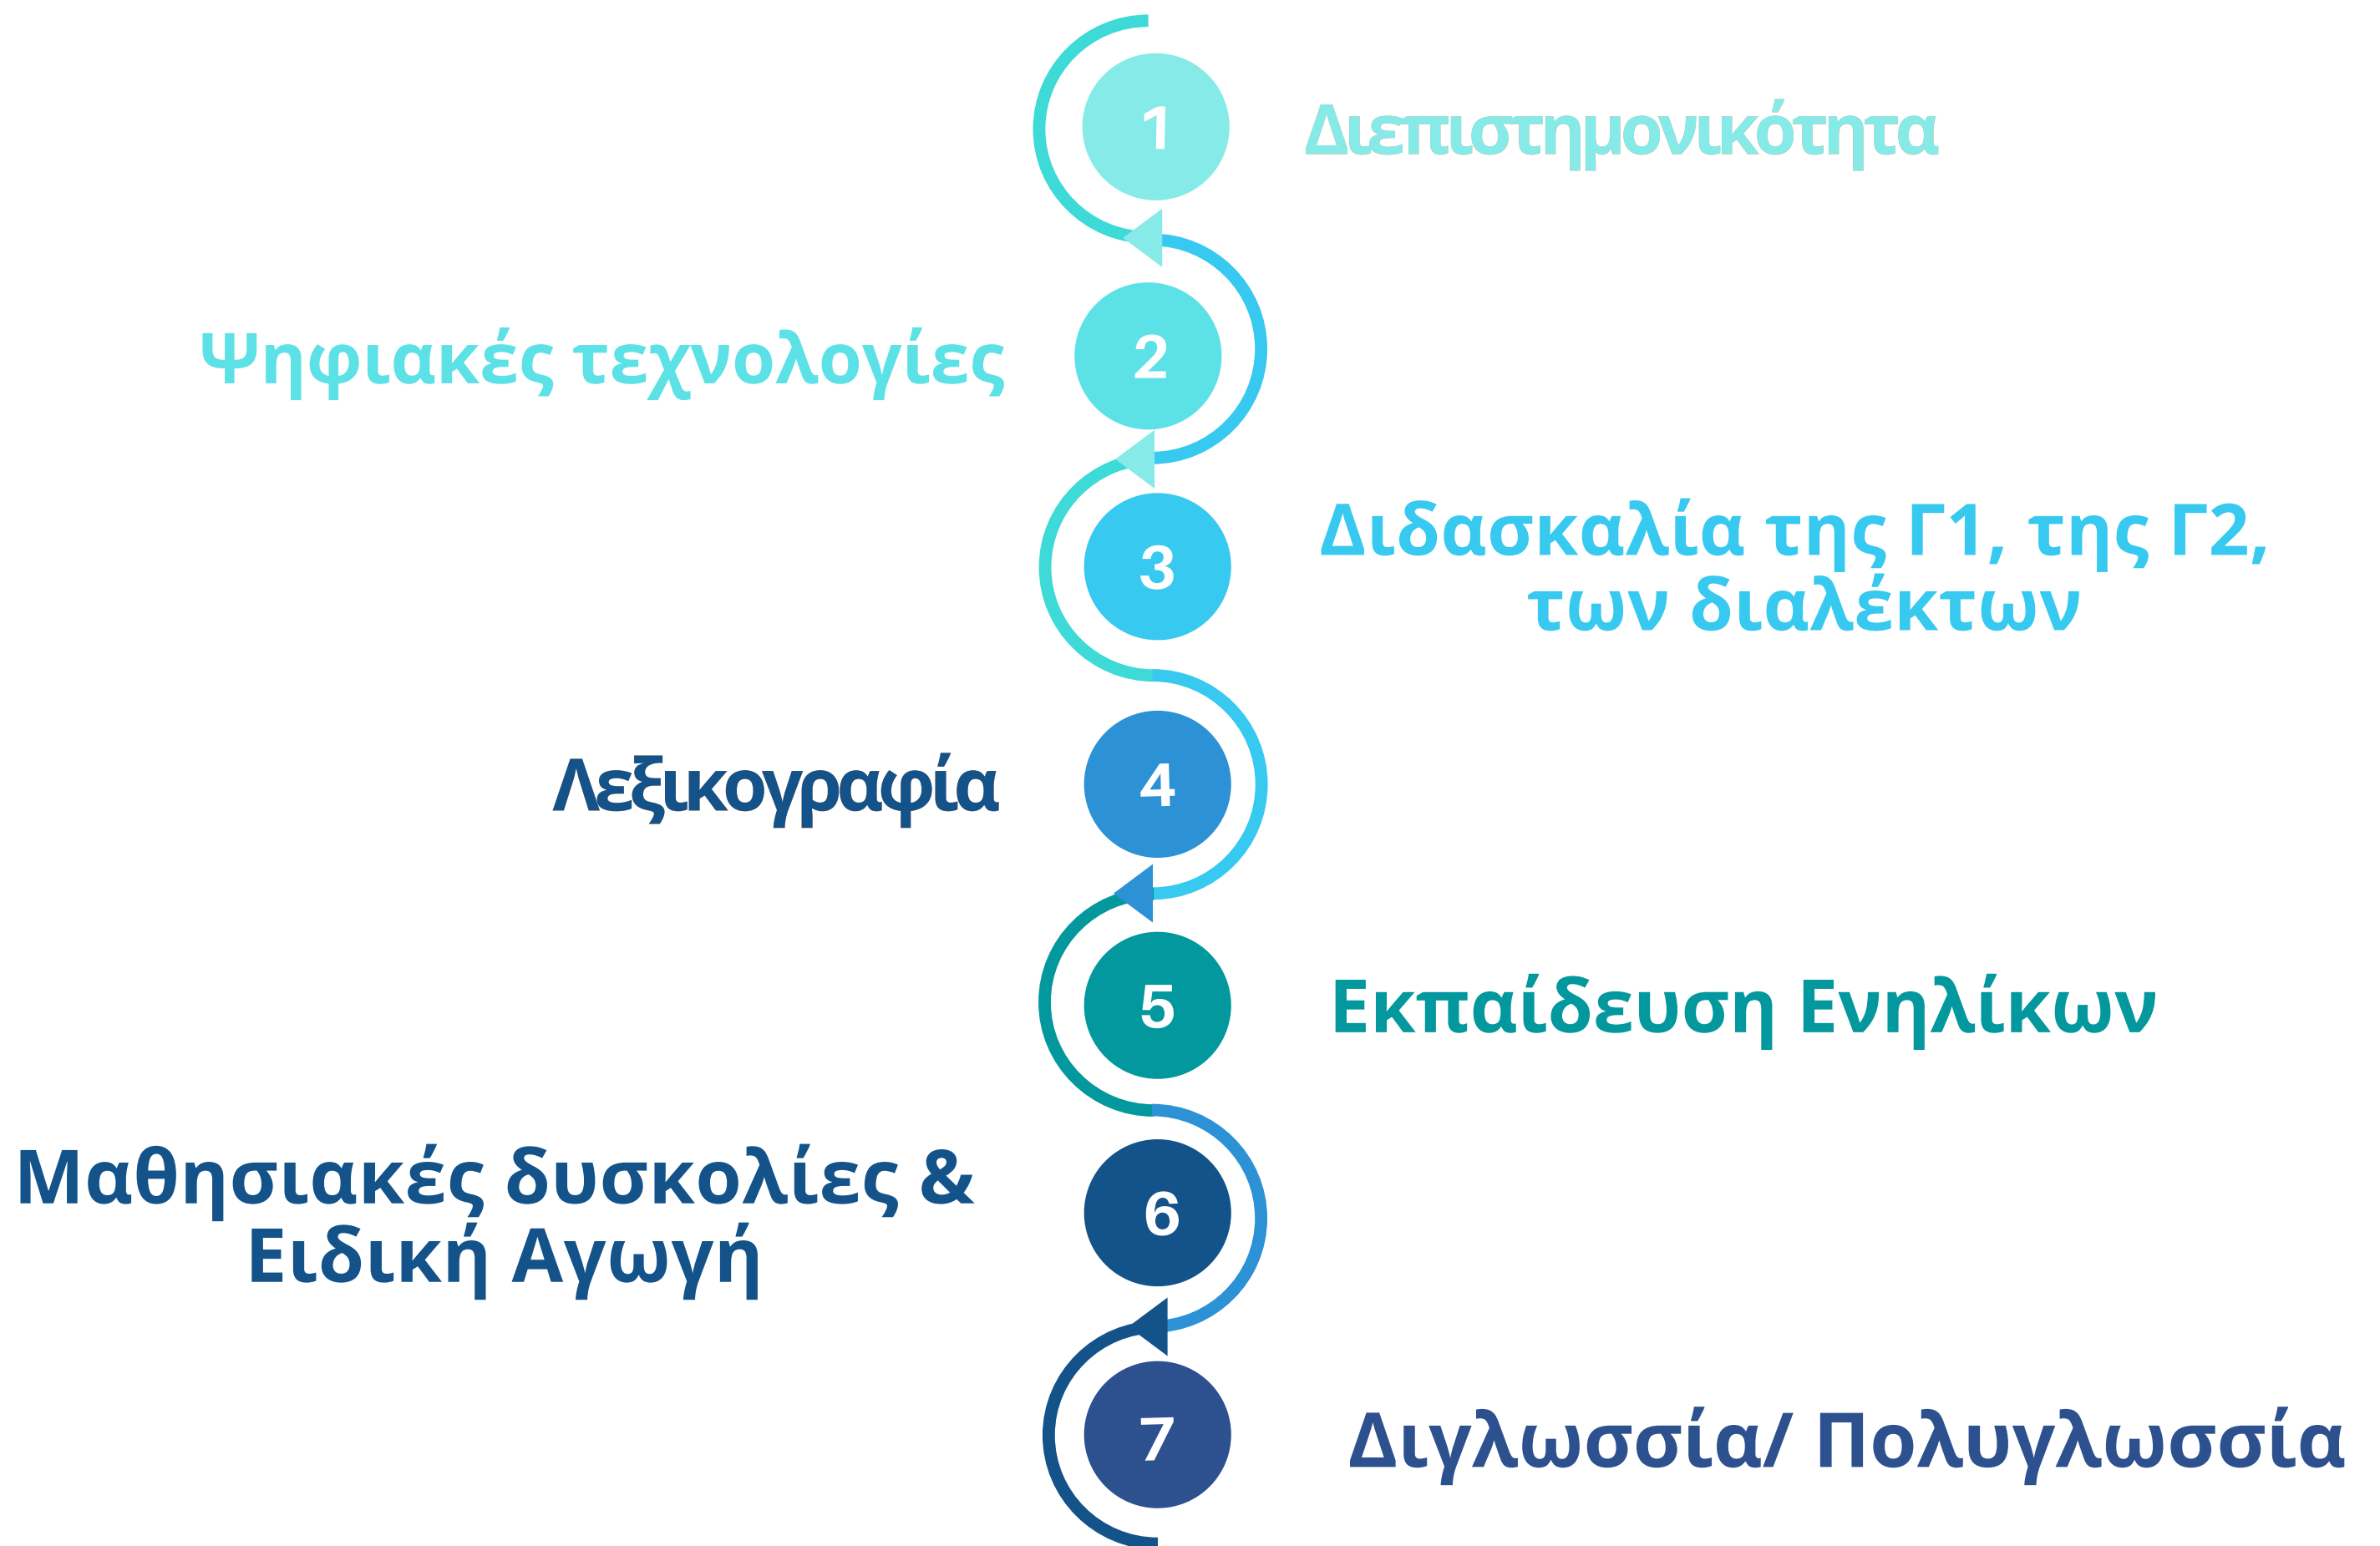 1
Διεπιστημονικότητα
Ψηφιακές τεχνολογίες
2
3
Διδασκαλία της Γ1, της Γ2,
των διαλέκτων
Λεξικογραφία
4
5
Εκπαίδευση Ενηλίκων
Μαθησιακές δυσκολίες &
Ειδική Αγωγή
6
7
Διγλωσσία/ Πολυγλωσσία